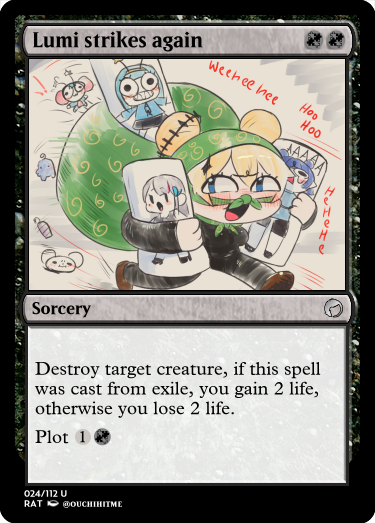 Lumi strikes again
Weeheehee
Hoo
Hoo
HeHeHe
Sorcery
Destroy target creature, if this spell
was cast from exile, you gain 2 life,
otherwise you lose 2 life.
Plot 1
024/112 U
RAT @OUCHIHITME